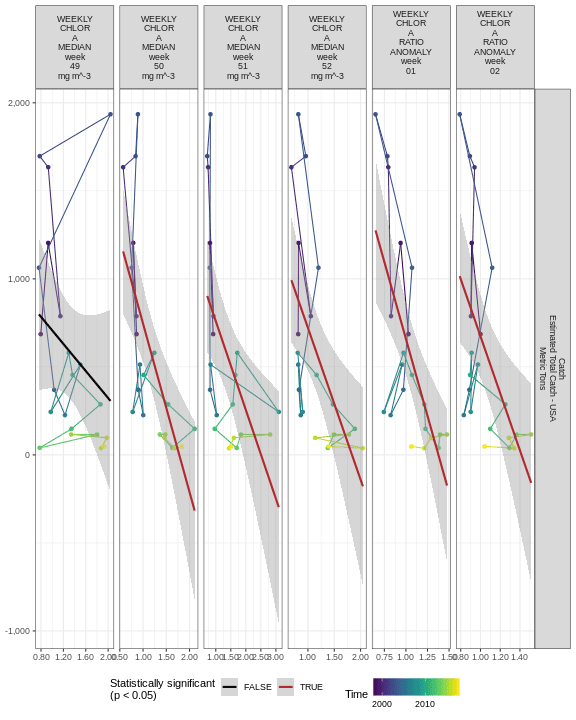 WEEKLY
CHLOR
A
MEDIAN
week
49
mg m^-3
WEEKLY
CHLOR
A
MEDIAN
week
50
mg m^-3
WEEKLY
CHLOR
A
MEDIAN
week
51
mg m^-3
WEEKLY
CHLOR
A
MEDIAN
week
52
mg m^-3
WEEKLY
CHLOR
A
RATIO
ANOMALY
week
01
WEEKLY
CHLOR
A
RATIO
ANOMALY
week
02
2,000
1,000
0
-1,000
Catch
Estimated Total Catch - USA
Metric Tons
0.80 1.20 1.60 2.00
0.50 1.00 1.50 2.00
1.00 1.50 2.00 2.50 3.00
1.00 1.50 2.00
0.75 1.00 1.25 1.50
0.80 1.00 1.20 1.40
Statistically significant
(p < 0.05)
FALSE
TRUE
Time
2000 2010